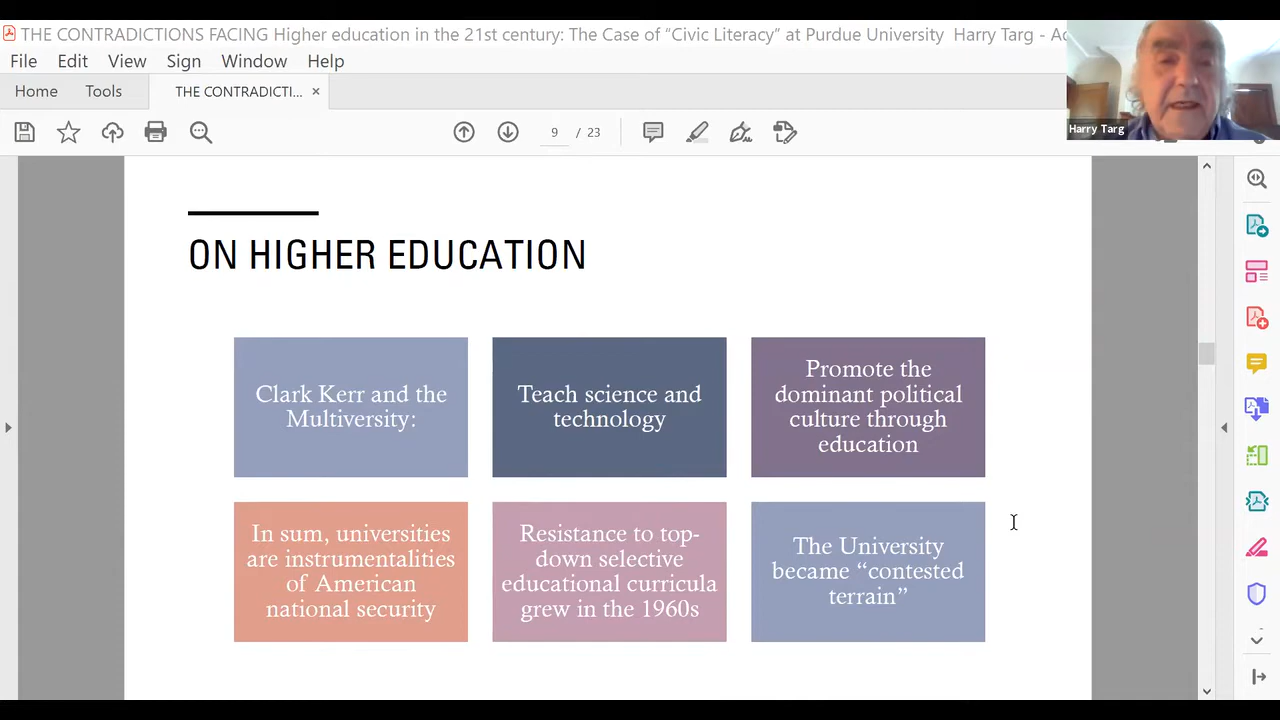 THE CONTRADICTIONS FACING Higher education in the 21st century: The Case of “Civic Literacy” at Purdue University Harry Targ - Ac
File Edit View Sign Window Help
Home Tools THE CONTRADICTI... ×
9 / 23
Harry Targ
ON HIGHER EDUCATION
Clark Kerr and the
Multiversity:
Teach science and
technology
Promote the
dominant political
culture through
education
In sum, universities
are instrumentalities
of American
national security
Resistance to top-
down selective
educational curricula
grew in the 1960s
The University
became “contested
terrain”